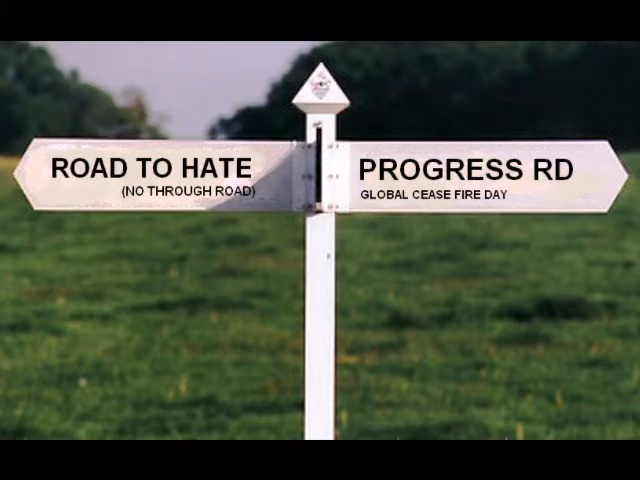 ROAD TO HATE
(NO THROUGH ROAD)
PROGRESS RD
GLOBAL CEASE FIRE DAY